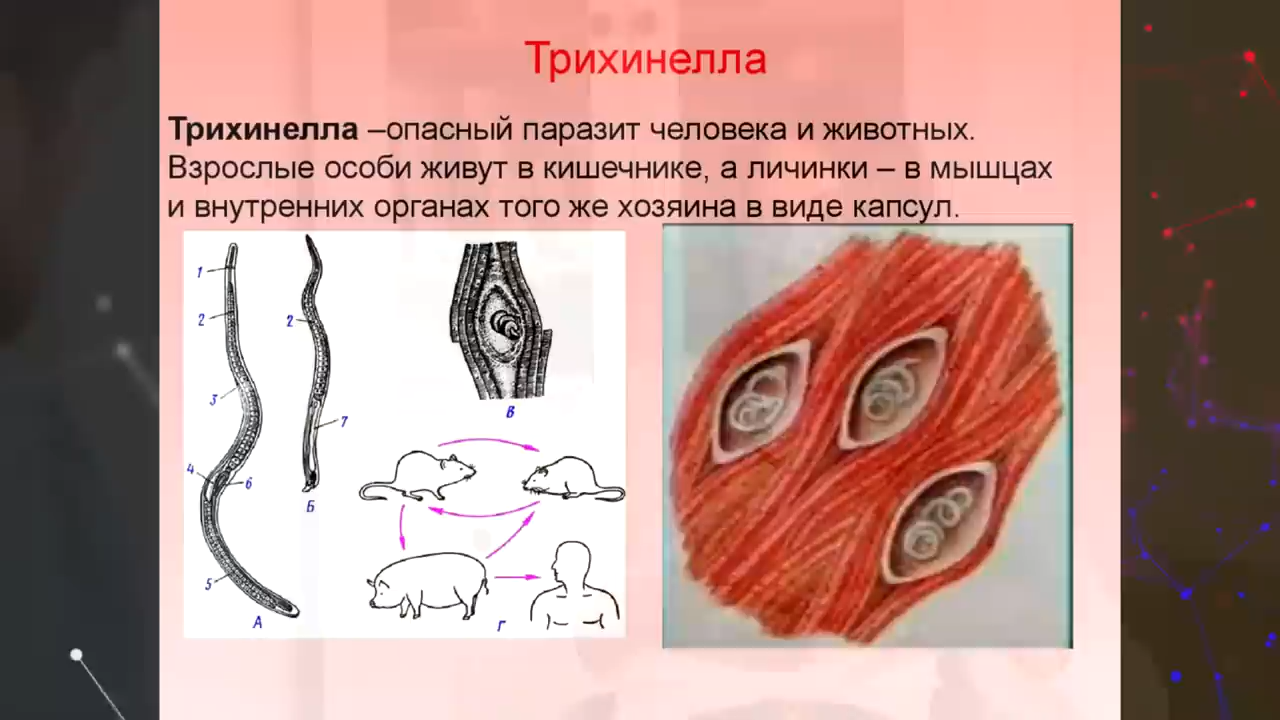 Трихинелла
Трихинелла –опасный паразит человека и животных.
Взрослые особи живут в кишечнике, а личинки – в мышцах
и внутренних органах того же хозяина в виде капсул.
1
2
3
4
6
5
А
2
7
Б
В
Г